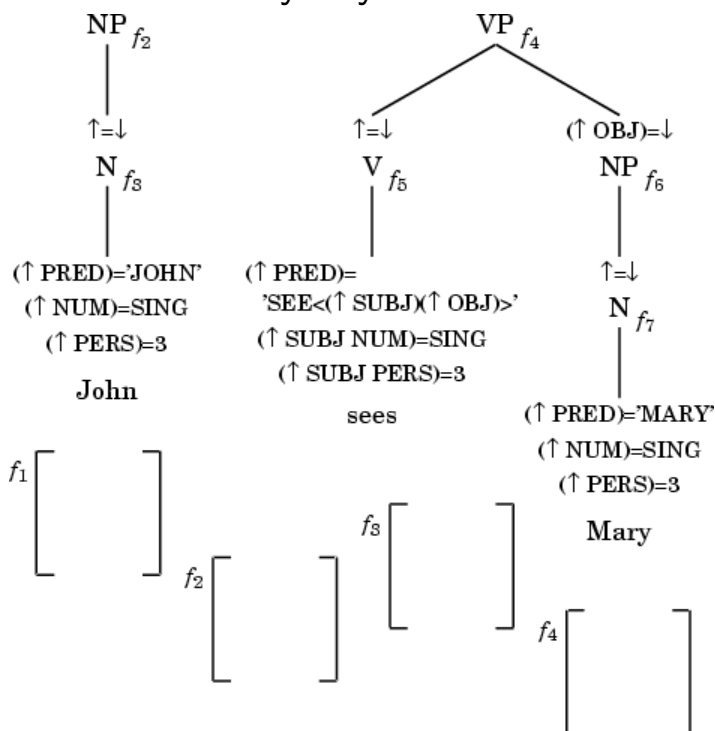 NP f2
VP f4
↑=↓
↑=↓
(↑ OBJ)=↓
N f3
V f5
NP f6
(↑ PRED)='JOHN'
(↑ NUM)=SING
(↑ PERS)=3
John
(↑ PRED)=
'SEE<(↑ SUBJ)(↑ OBJ)>'
(↑ SUBJ NUM)=SING
(↑ SUBJ PERS)=3
sees
↑=↓
N f7
(↑ PRED)='MARY'
(↑ NUM)=SING
(↑ PERS)=3
Mary
f1
f2
f3
f4